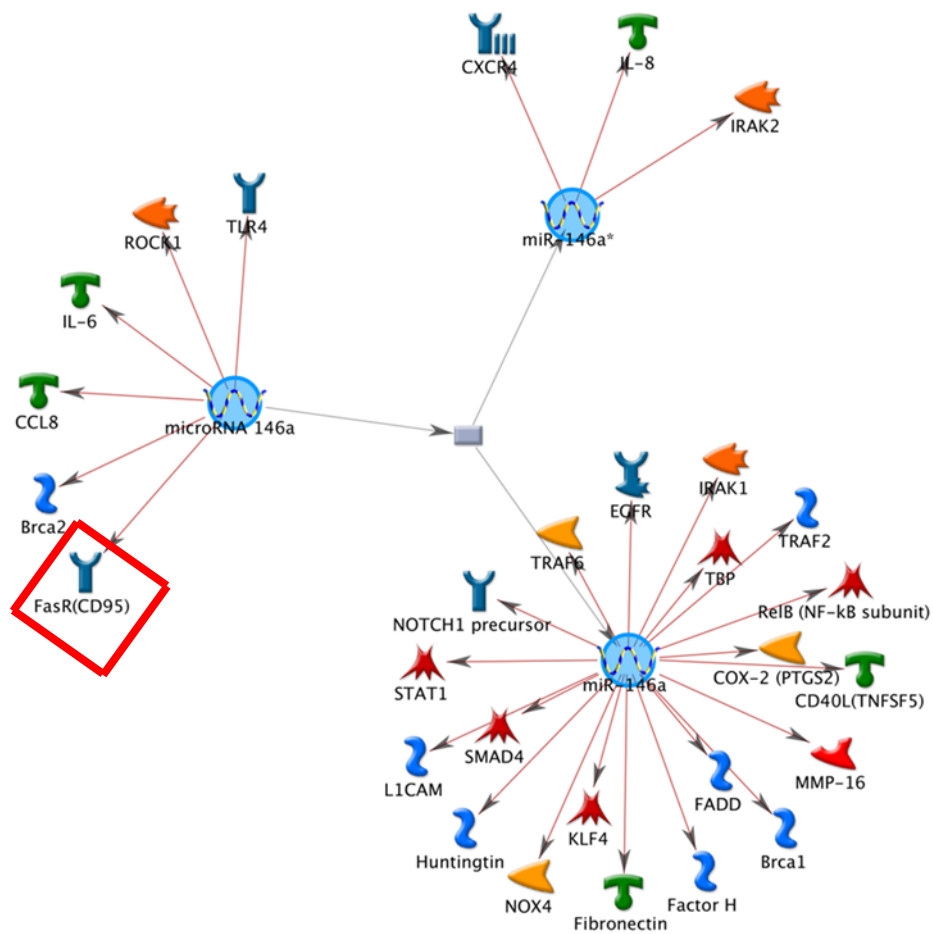 CXCR4
IL-8
IRAK2
miR-146a*
TLR4
ROCK1
IL-6
CCL8
microRNA 146a
Brca2
FasR(CD95)
EGFR
IRAK1
TRAF2
TRAF6
TBP
RelB (NF-kB subunit)
NOTCH1 precursor
STAT1
miR-146a
COX-2 (PTGS2)
CD40L(TNFSF5)
SMAD4
L1CAM
MMP-16
FADD
KLF4
Huntingtin
Brca1
NOX4
Fibronectin
Factor H